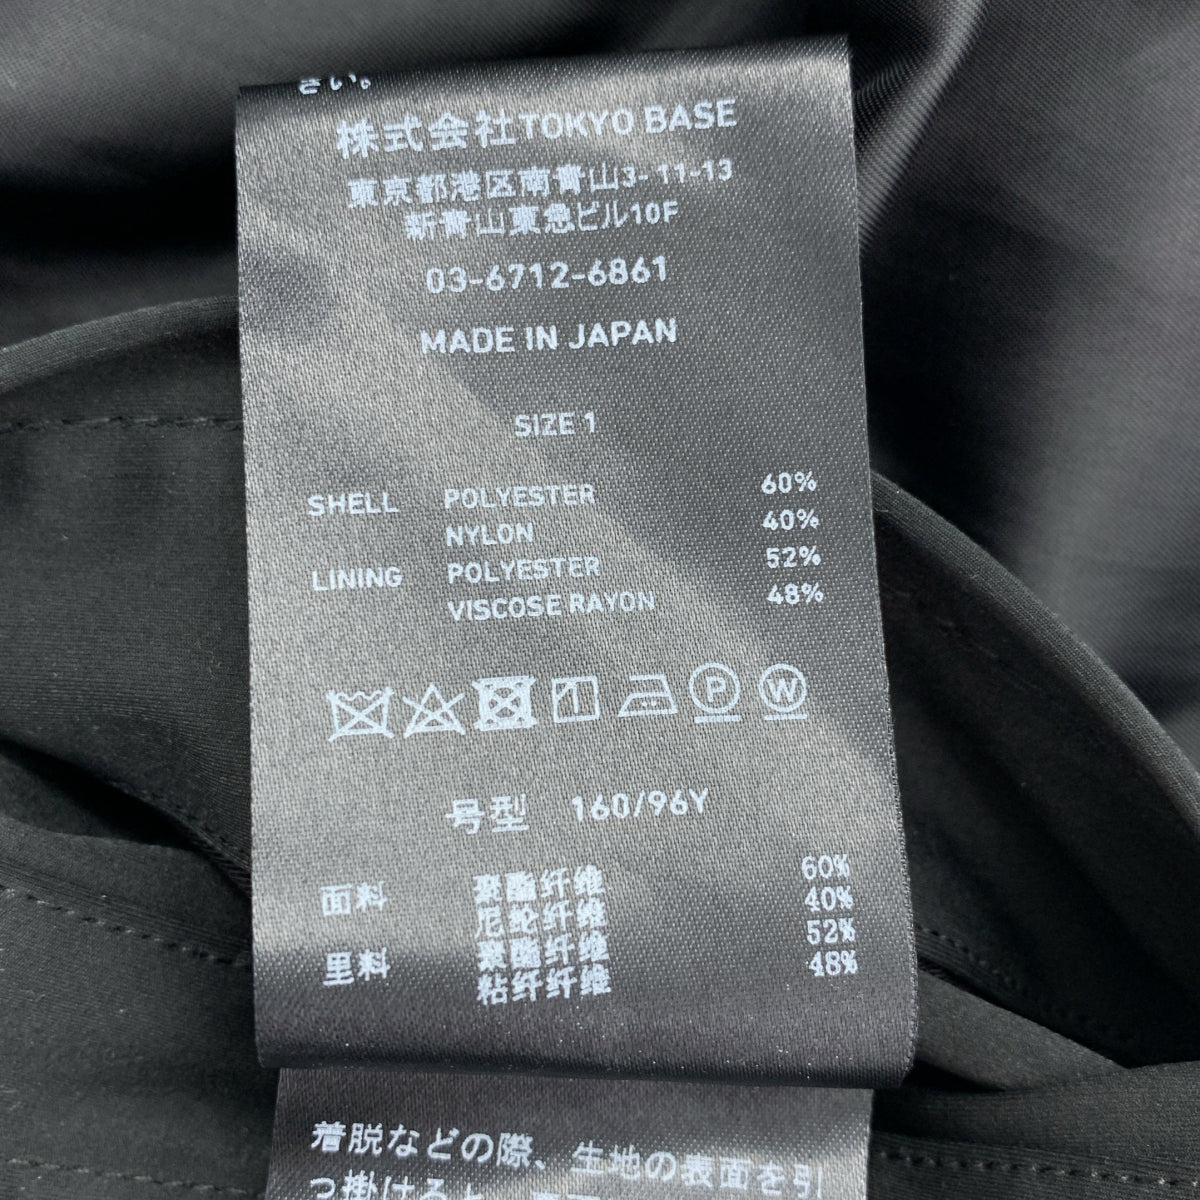 さい。
株式会社TOKYO BASE
東京都港区南青山3-11-13
新青山東急ビル10F
03-6712-6861
MADE IN JAPAN
SIZE 1
SHELL POLYESTER 60%
NYLON 40%
LINING POLYESTER 52%
VISCOSE RAYON 48%
P W
号型 160/96Y
面料 聚酯纤维 60%
尼纶纤维 40%
里料 聚酯纤维 52%
粘纤纤维 48%
着脱などの際、生地の表面を引
っ掛けると、